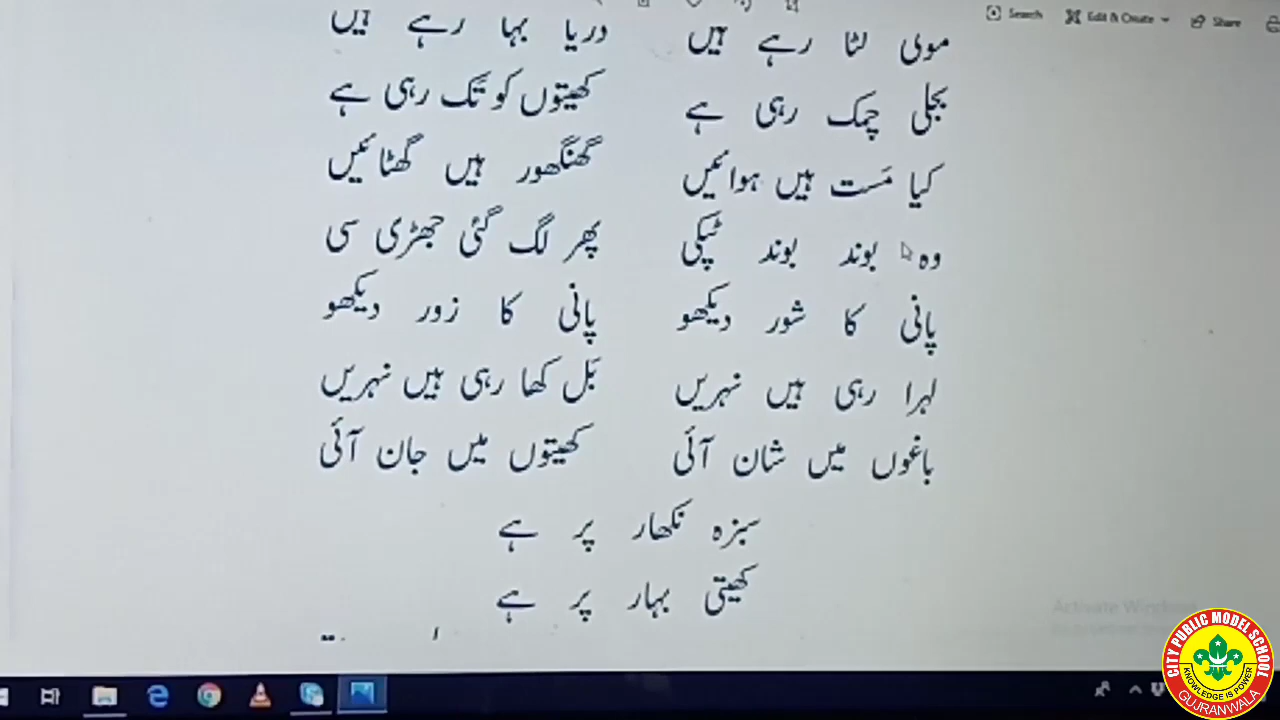 Search Edit & Create Share
موتی لٹا رہے ہیں دریا بہا رہے ہیں
بجلی چمک رہی ہے کھیتوں کو تَک رہی ہے
کیا مَست ہیں ہوائیں گھنگھور ہیں گھٹائیں
وہ بوند بوند ٹپکی پھر لگ گئی جھڑی سی
پانی کا شور دیکھو پانی کا زور دیکھو
لہرا رہی ہیں نہریں بَل کھا رہی ہیں نہریں
باغوں میں شان آئی کھیتوں میں جان آئی
سبزہ نکھار پر ہے
کھیتی بہار پر ہے
Activate Windows
CITY PUBLIC MODEL SCHOOL
KNOWLEDGE IS POWER
GUJRANWALA